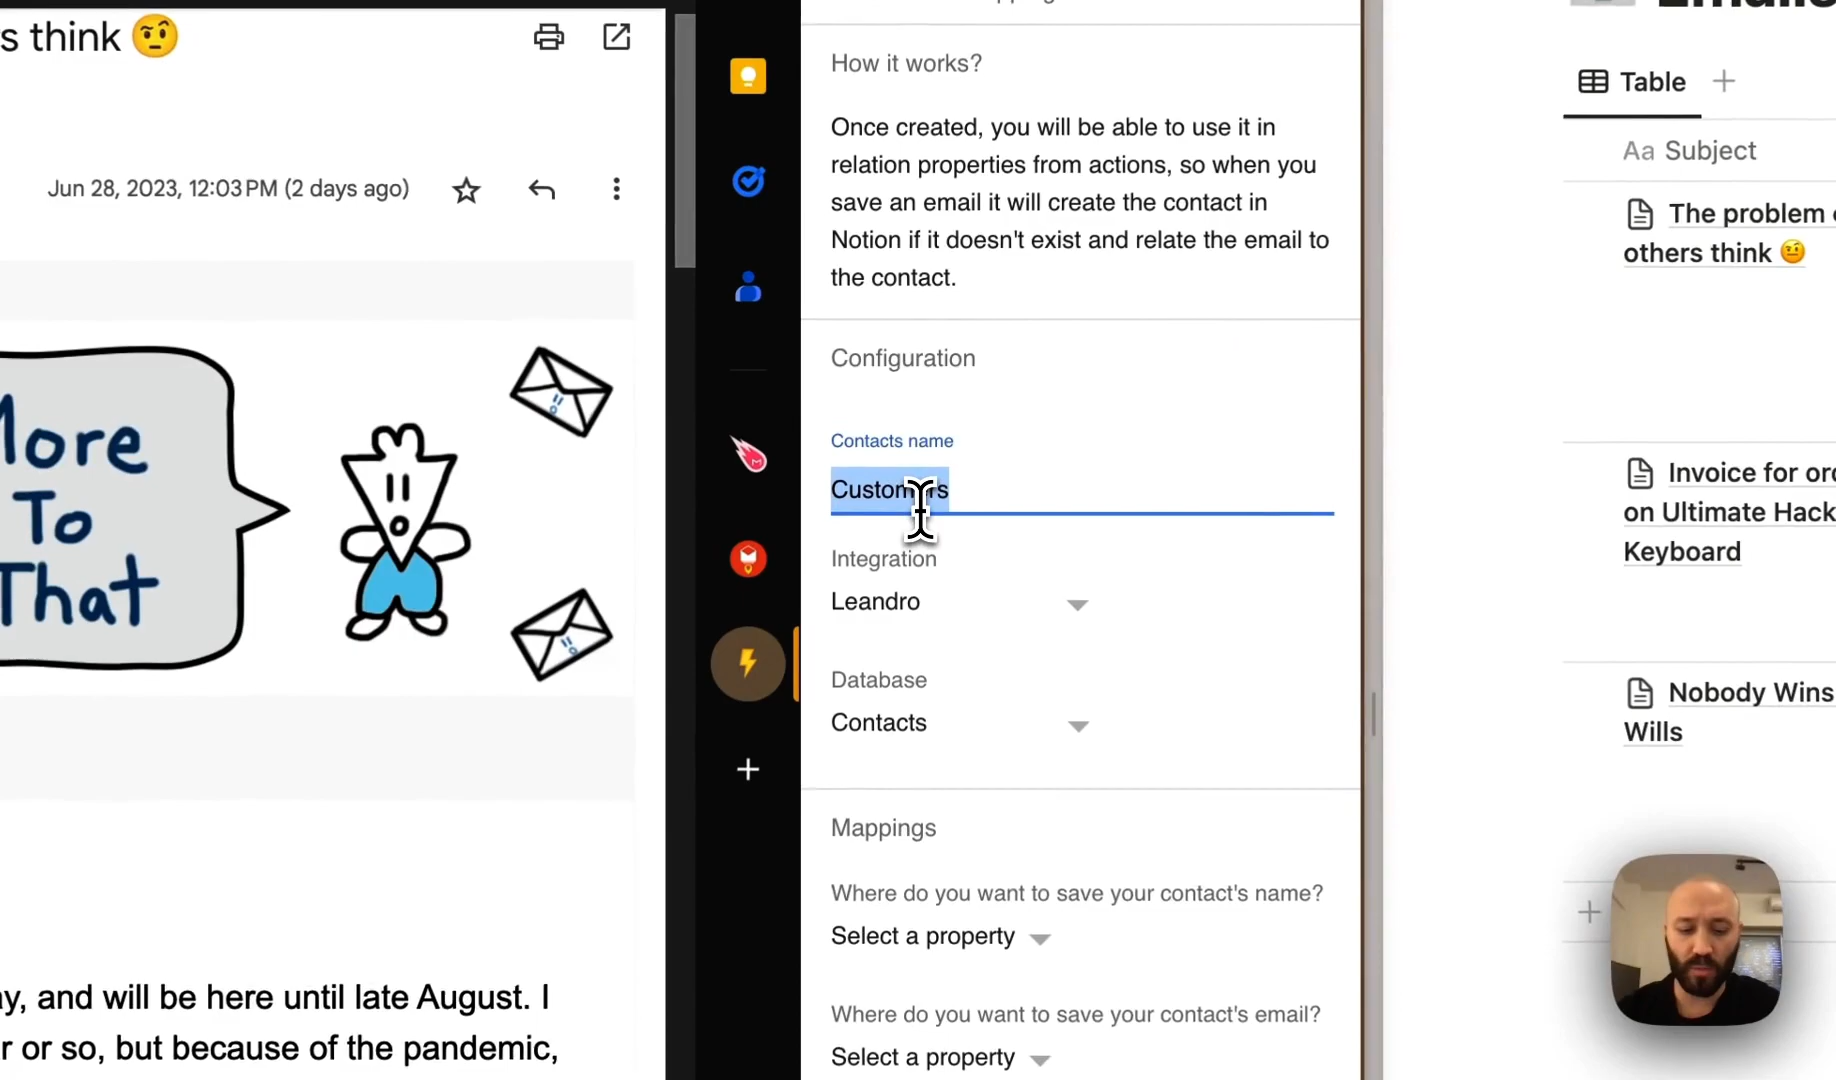 s think 🤨
Jun 28, 2023, 12:03 PM (2 days ago)
More
To
That
ay, and will be here until late August. I
r or so, but because of the pandemic,
How it works?
Once created, you will be able to use it in
relation properties from actions, so when you
save an email it will create the contact in
Notion if it doesn't exist and relate the email to
the contact.
Configuration
Contacts name
Customers
Integration
Leandro
Database
Contacts
Mappings
Where do you want to save your contact's name?
Select a property
Where do you want to save your contact's email?
Select a property
Emails
Table
Aa Subject
The problem
others think 🤨
Invoice for or
on Ultimate Hack
Keyboard
Nobody Wins
Wills